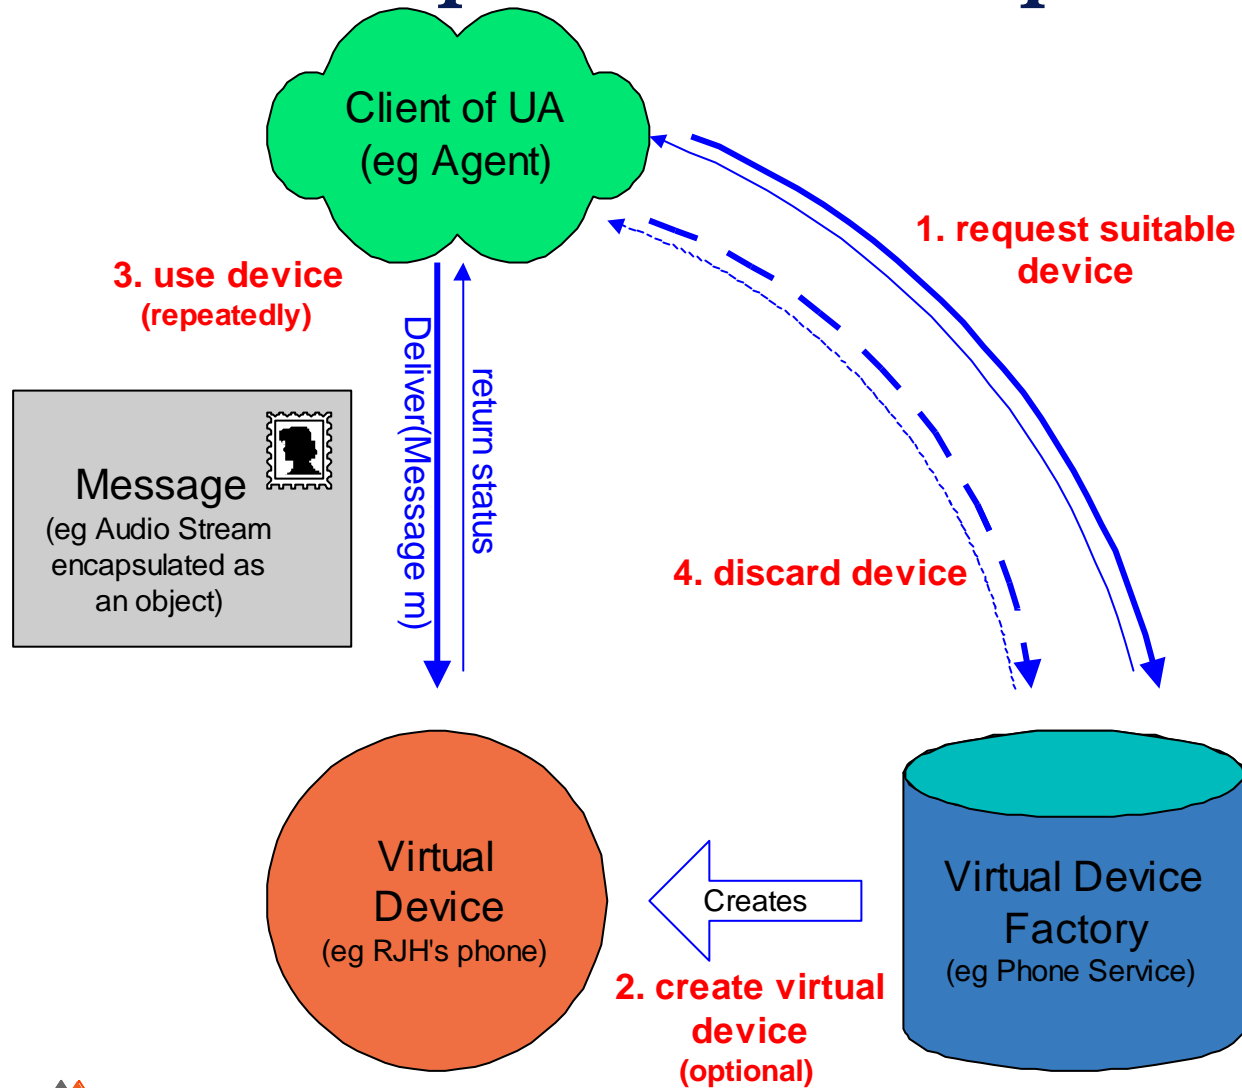 Client of UA
(eg Agent)
1. request suitable
device
3. use device
(repeatedly)
Deliver(Message m)
return status
Message
(eg Audio Stream
encapsulated as
an object)
4. discard device
Virtual
Device
(eg RJH's phone)
Creates
Virtual Device
Factory
(eg Phone Service)
2. create virtual
device
(optional)